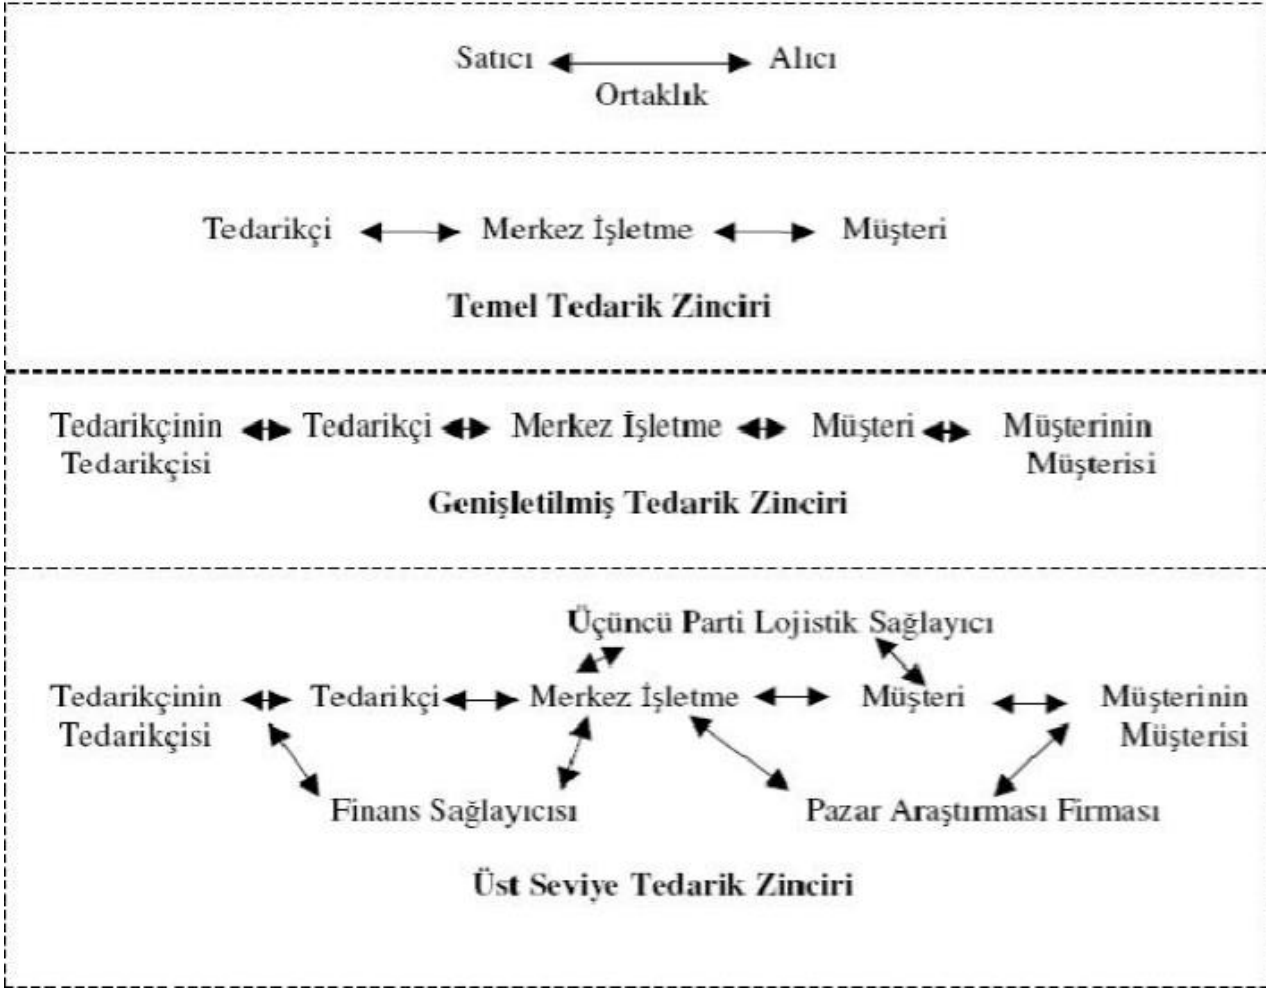 Satıcı Alıcı
Ortaklık
Tedarikçi Merkez İşletme Müşteri
Temel Tedarik Zinciri
Tedarikçinin Tedarikçi Merkez İşletme Müşteri Müşterinin
Tedarikçisi Müşterisi
Genişletilmiş Tedarik Zinciri
Üçüncü Parti Lojistik Sağlayıcı
Tedarikçinin Tedarikçi Merkez İşletme Müşteri Müşterinin
Tedarikçisi Müşterisi
Finans Sağlayıcısı Pazar Araştırması Firması
Üst Seviye Tedarik Zinciri